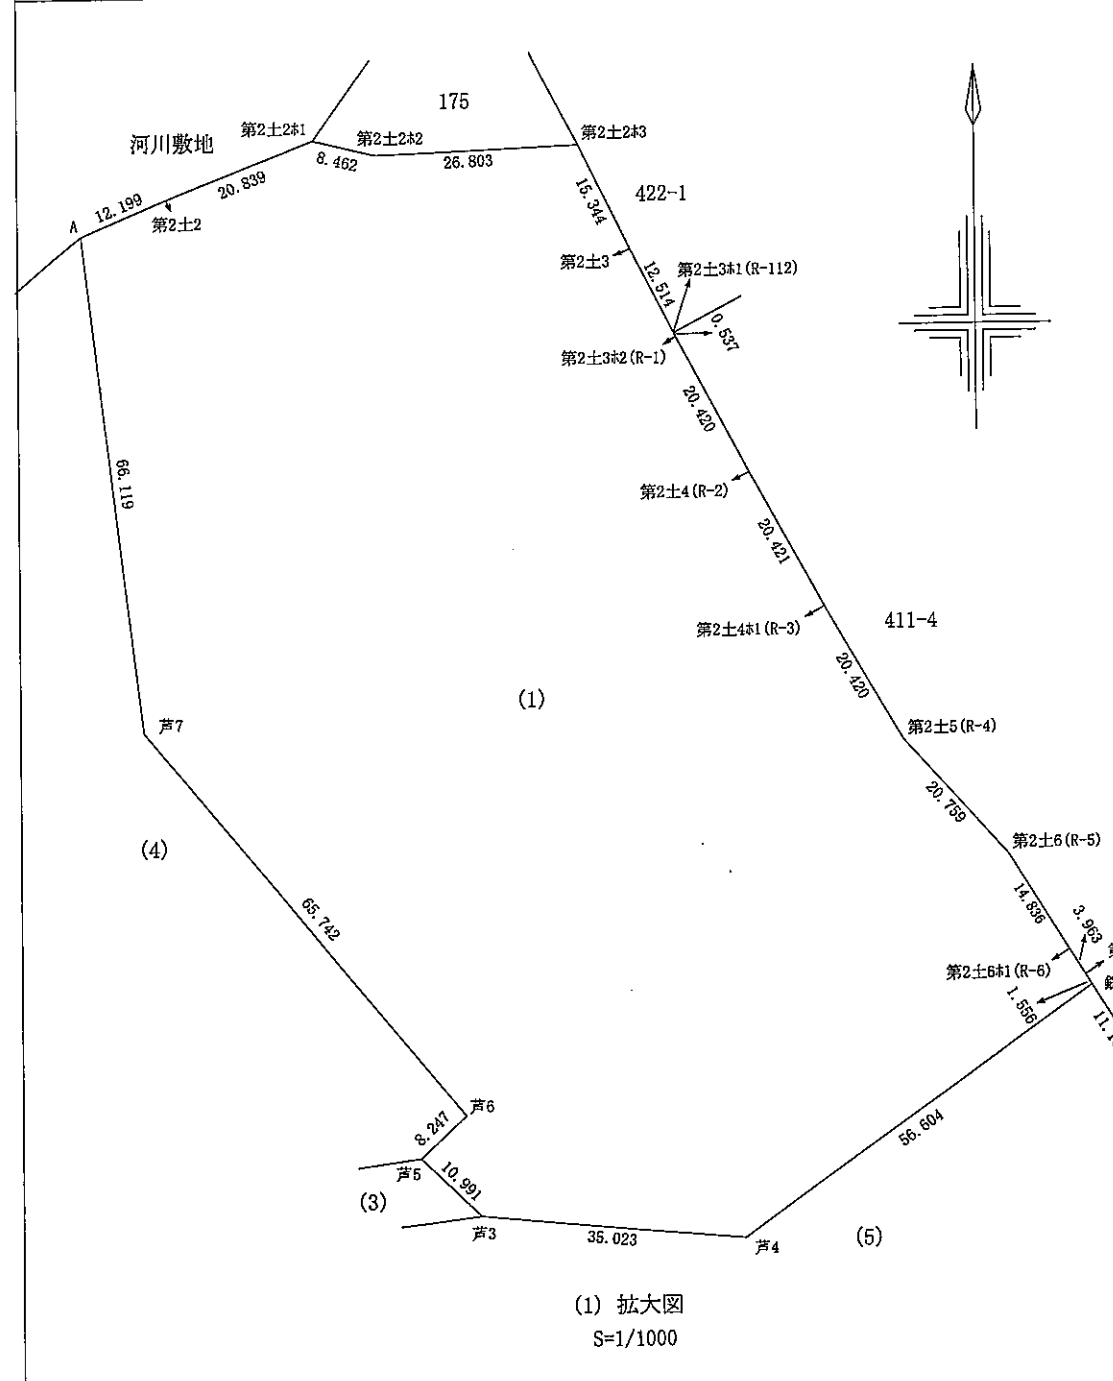 175
河川敷地
第2土2ホ1
第2土2ホ2
第2土2ホ3
8.462
26.803
20.839
12.199
A
第2土2
15.344
422-1
第2土3
12.514
第2土3ホ1(R-112)
0.537
第2土3ホ2(R-1)
20.420
66.119
第2土4(R-2)
20.421
411-4
第2土4ホ1(R-3)
20.420
(1)
芦7
第2土5(R-4)
20.759
(4)
第2土6(R-5)
14.836
65.742
3.963
第2土6ホ1(R-6)
1.556
芦6
8.247
56.604
芦5
10.991
(3)
芦3
35.023
芦4
(5)
(1) 拡大図
S=1/1000